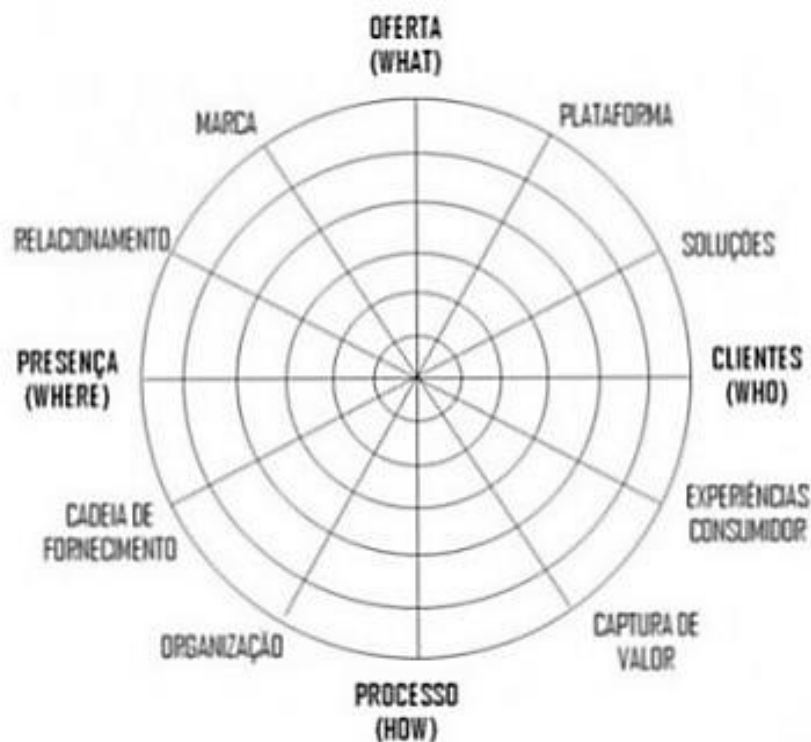 OFERTA
(WHAT)
MARCA
PLATAFORMA
RELACIONAMENTO
SOLUÇÕES
PRESENÇA
(WHERE)
CLIENTES
(WHO)
CADEIA DE
FORNECIMENTO
EXPERIÊNCIAS
CONSUMIDOR
ORGANIZAÇÃO
CAPTURA DE
VALOR
PROCESSO
(HOW)